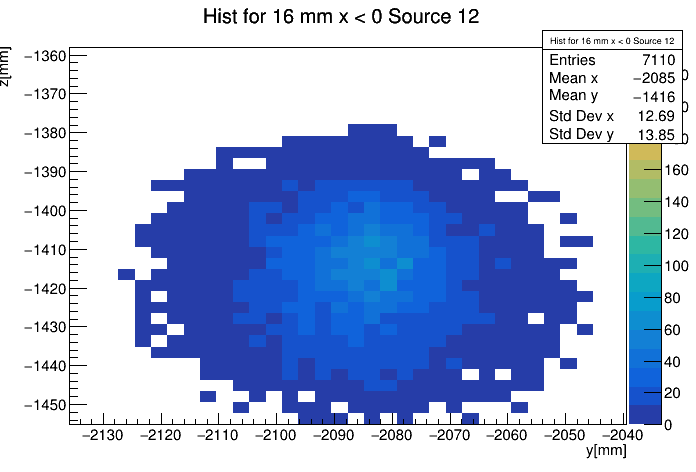 Hist for 16 mm x < 0 Source 12
Hist for 16 mm x < 0 Source 12
Entries 7110
Mean x −2085
Mean y −1416
Std Dev x 12.69
Std Dev y 13.85
z[mm]
−1360
−1370
−1380
−1390
−1400
−1410
−1420
−1430
−1440
−1450
−2130 −2120 −2110 −2100 −2090 −2080 −2070 −2060 −2050 −2040
y[mm]
160
140
120
100
80
60
40
20
0